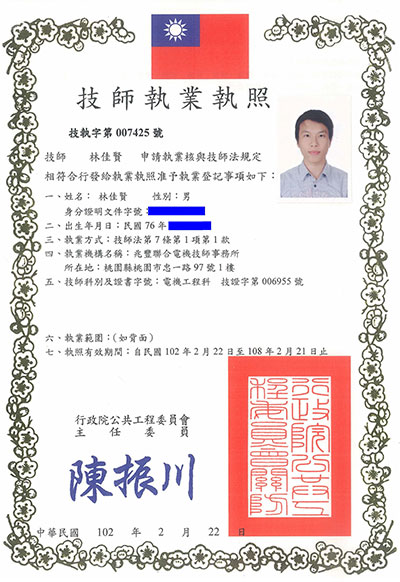 技師執業執照
技執字第 007425 號
技師 林佳賢 申請執業核與技師法規定
相符合行發給執業執照准予執業登記事項如下：
一、姓名：林佳賢 性別：男
身分證明文件字號：
二、出生年月日：民國 76 年
三、執業方式：技師法第 7 條第 1 項第 1 款
四、執業機構名稱：兆豐聯合電機技師事務所
所在地：桃園縣桃園市忠一路 97 號 1 樓
五、技師科別及證書字號：電機工程科 技證字第 006955 號
六、執業範圍：(如背面)
七、執照有效期間：自民國 102 年 2 月 22 日至 108 年 2 月 21 日止
行政院公共工程委員會
主任委員
陳振川
行政院公共工程委員會關防
中華民國 102 年 2 月 22 日